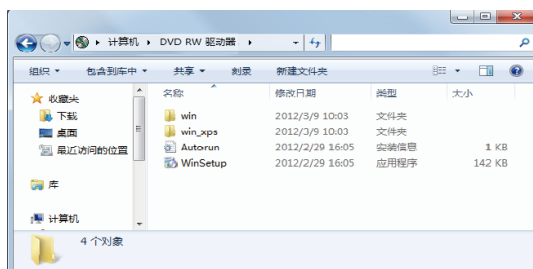 计算机 ▸ DVD RW 驱动器 ▸
组织 包含到库中 共享 刻录 新建文件夹
名称 修改日期 类型 大小
收藏夹
下载
桌面
最近访问的位置
库
计算机
win 2012/3/9 10:03 文件夹
win_xps 2012/3/9 10:03 文件夹
Autorun 2012/2/29 16:05 安装信息 1 KB
WinSetup 2012/2/29 16:05 应用程序 142 KB
4 个对象